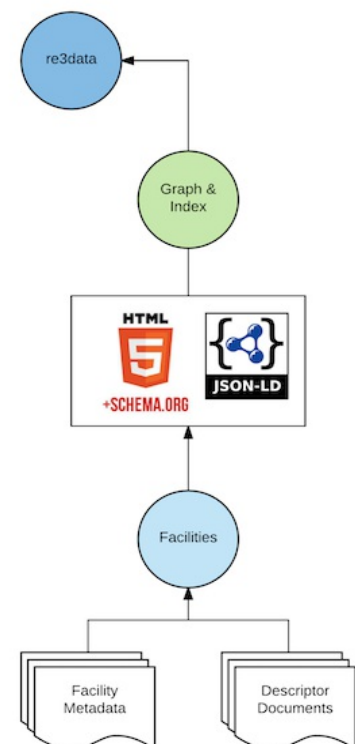 re3data
Graph &
Index
HTML
5
+SCHEMA.ORG
{ }
JSON-LD
Facilities
Facility
Metadata
Descriptor
Documents